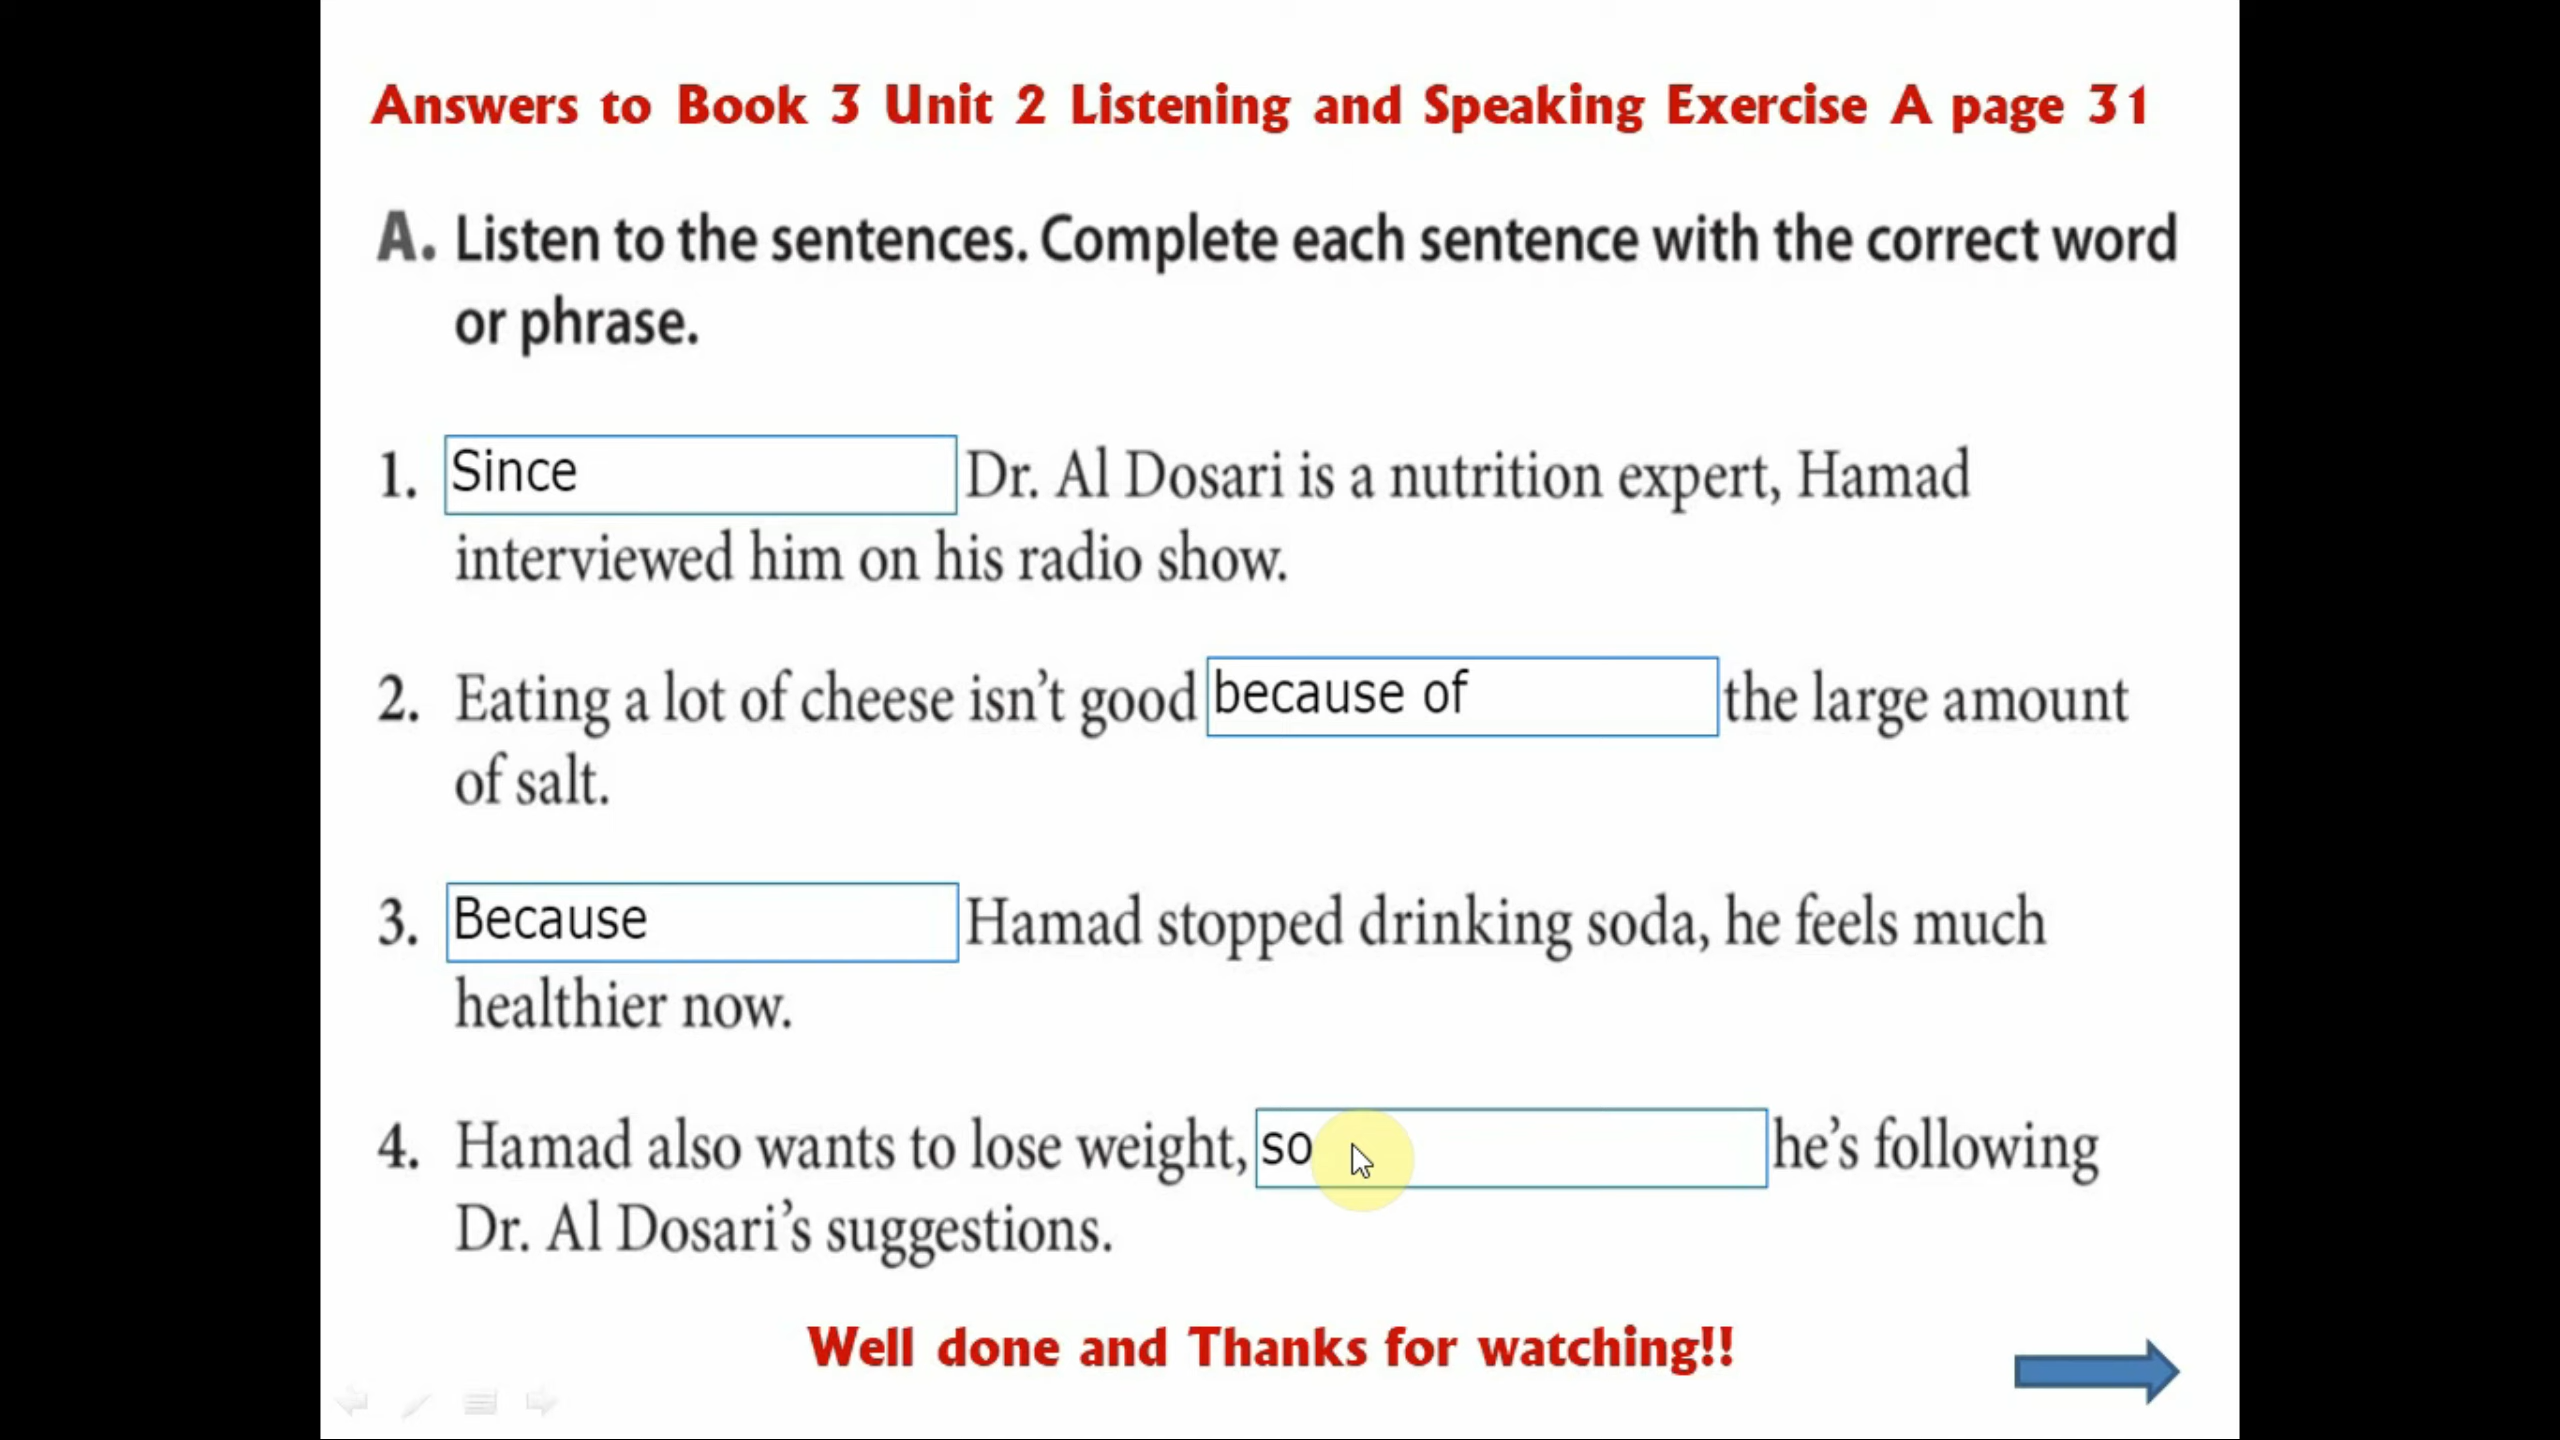 Answers to Book 3 Unit 2 Listening and Speaking Exercise A page 31
A. Listen to the sentences. Complete each sentence with the correct word
or phrase.
1. Since Dr. Al Dosari is a nutrition expert, Hamad
interviewed him on his radio show.
2. Eating a lot of cheese isn't good because of the large amount
of salt.
3. Because Hamad stopped drinking soda, he feels much
healthier now.
4. Hamad also wants to lose weight, so he's following
Dr. Al Dosari's suggestions.
Well done and Thanks for watching!!